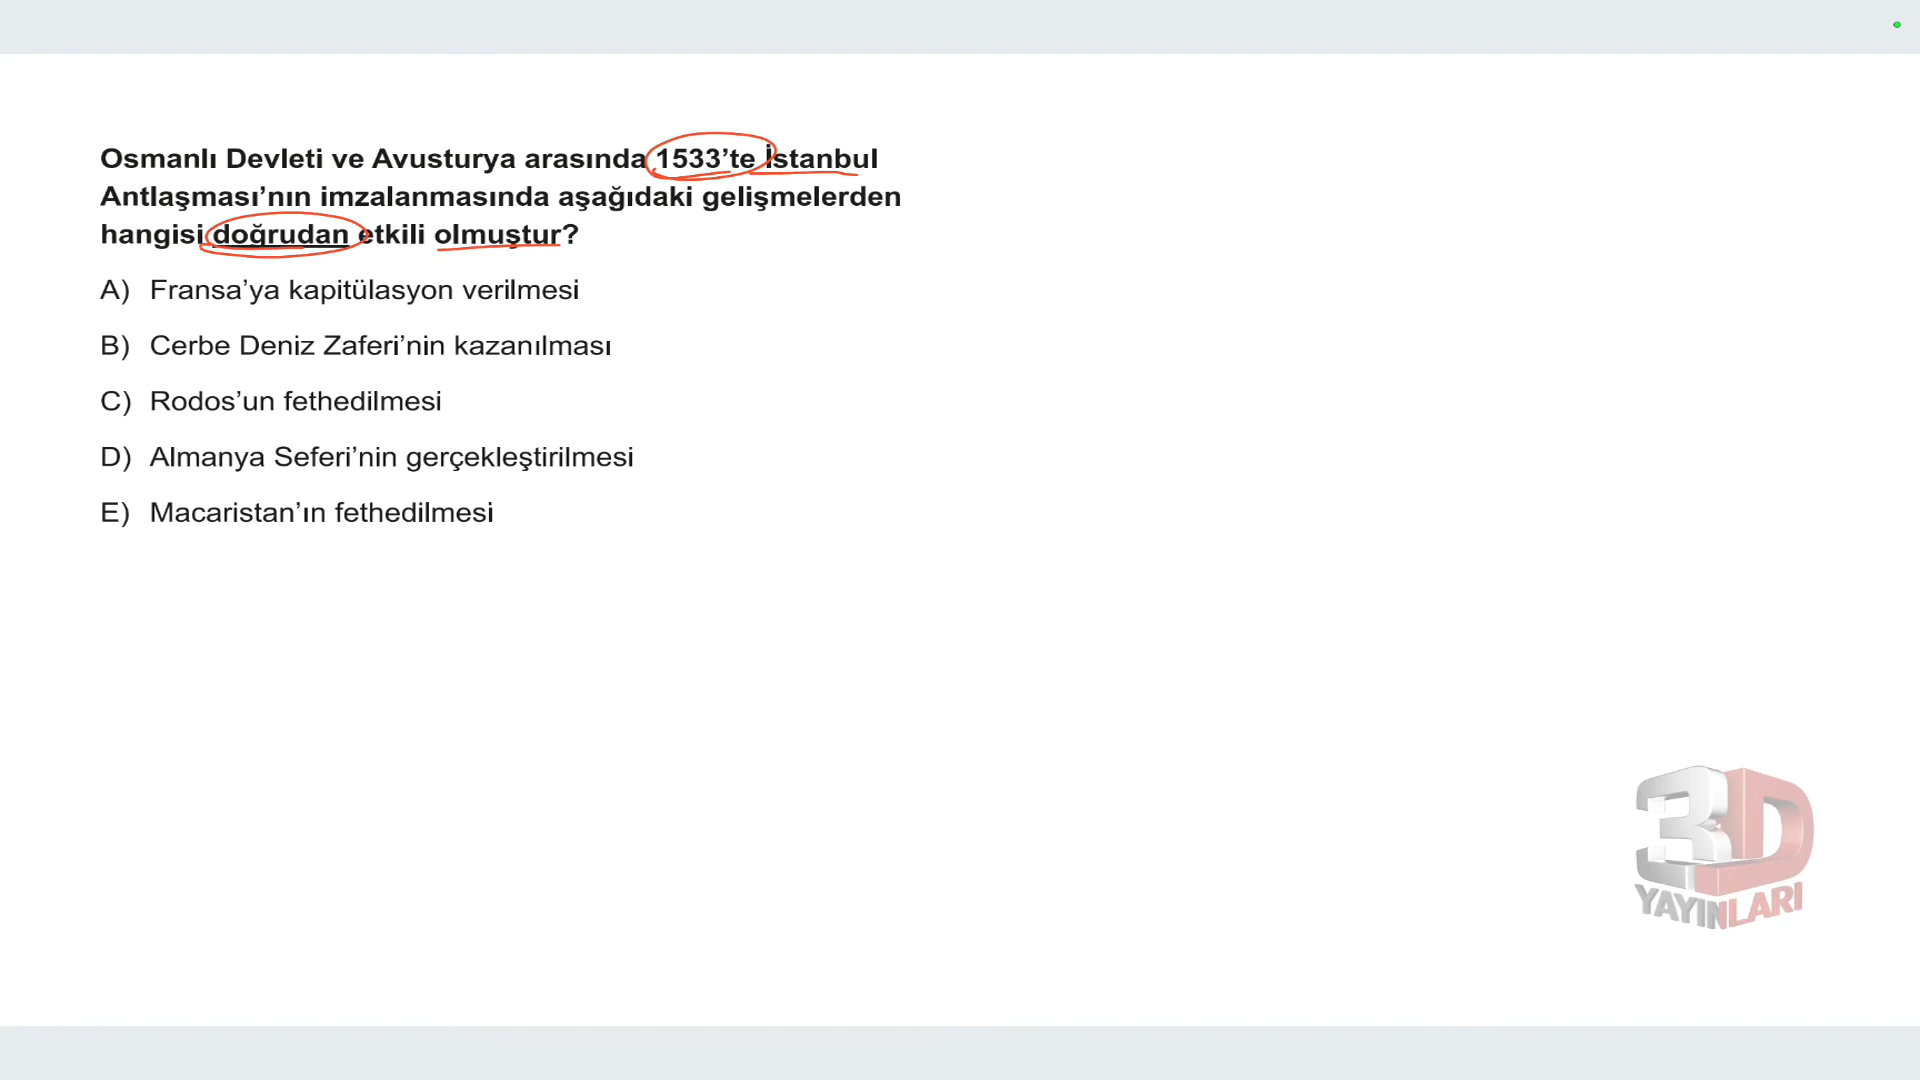 Osmanlı Devleti ve Avusturya arasında 1533’te İstanbul
Antlaşması’nın imzalanmasında aşağıdaki gelişmelerden
hangisi doğrudan etkili olmuştur?
A) Fransa’ya kapitülasyon verilmesi
B) Cerbe Deniz Zaferi’nin kazanılması
C) Rodos’un fethedilmesi
D) Almanya Seferi’nin gerçekleştirilmesi
E) Macaristan’ın fethedilmesi
3D
YAYINLARI